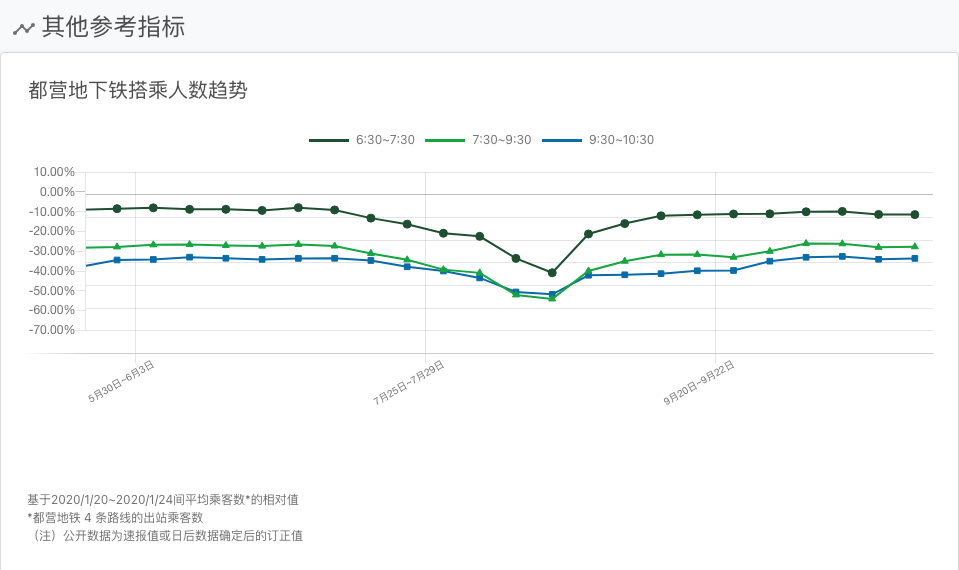 其他参考指标
都营地下铁搭乘人数趋势
6:30~7:30 7:30~9:30 9:30~10:30
10.00%
0.00%
-10.00%
-20.00%
-30.00%
-40.00%
-50.00%
-60.00%
-70.00%
5月30日~6月3日 7月25日~7月29日 9月20日~9月22日
基于2020/1/20~2020/1/24间平均乘客数*的相对值
*都营地铁 4 条路线的出站乘客数
（注）公开数据为速报值或日后数据确定后的订正值